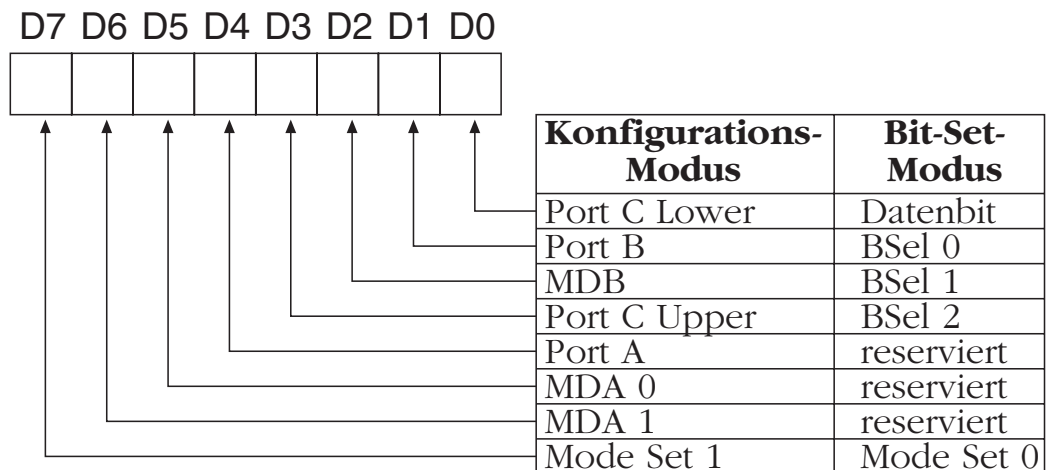 D7 D6 D5 D4 D3 D2 D1 D0
Konfigurations- Bit-Set-
Modus Modus
Port C Lower Datenbit
Port B BSel 0
MDB BSel 1
Port C Upper BSel 2
Port A reserviert
MDA 0 reserviert
MDA 1 reserviert
Mode Set 1 Mode Set 0